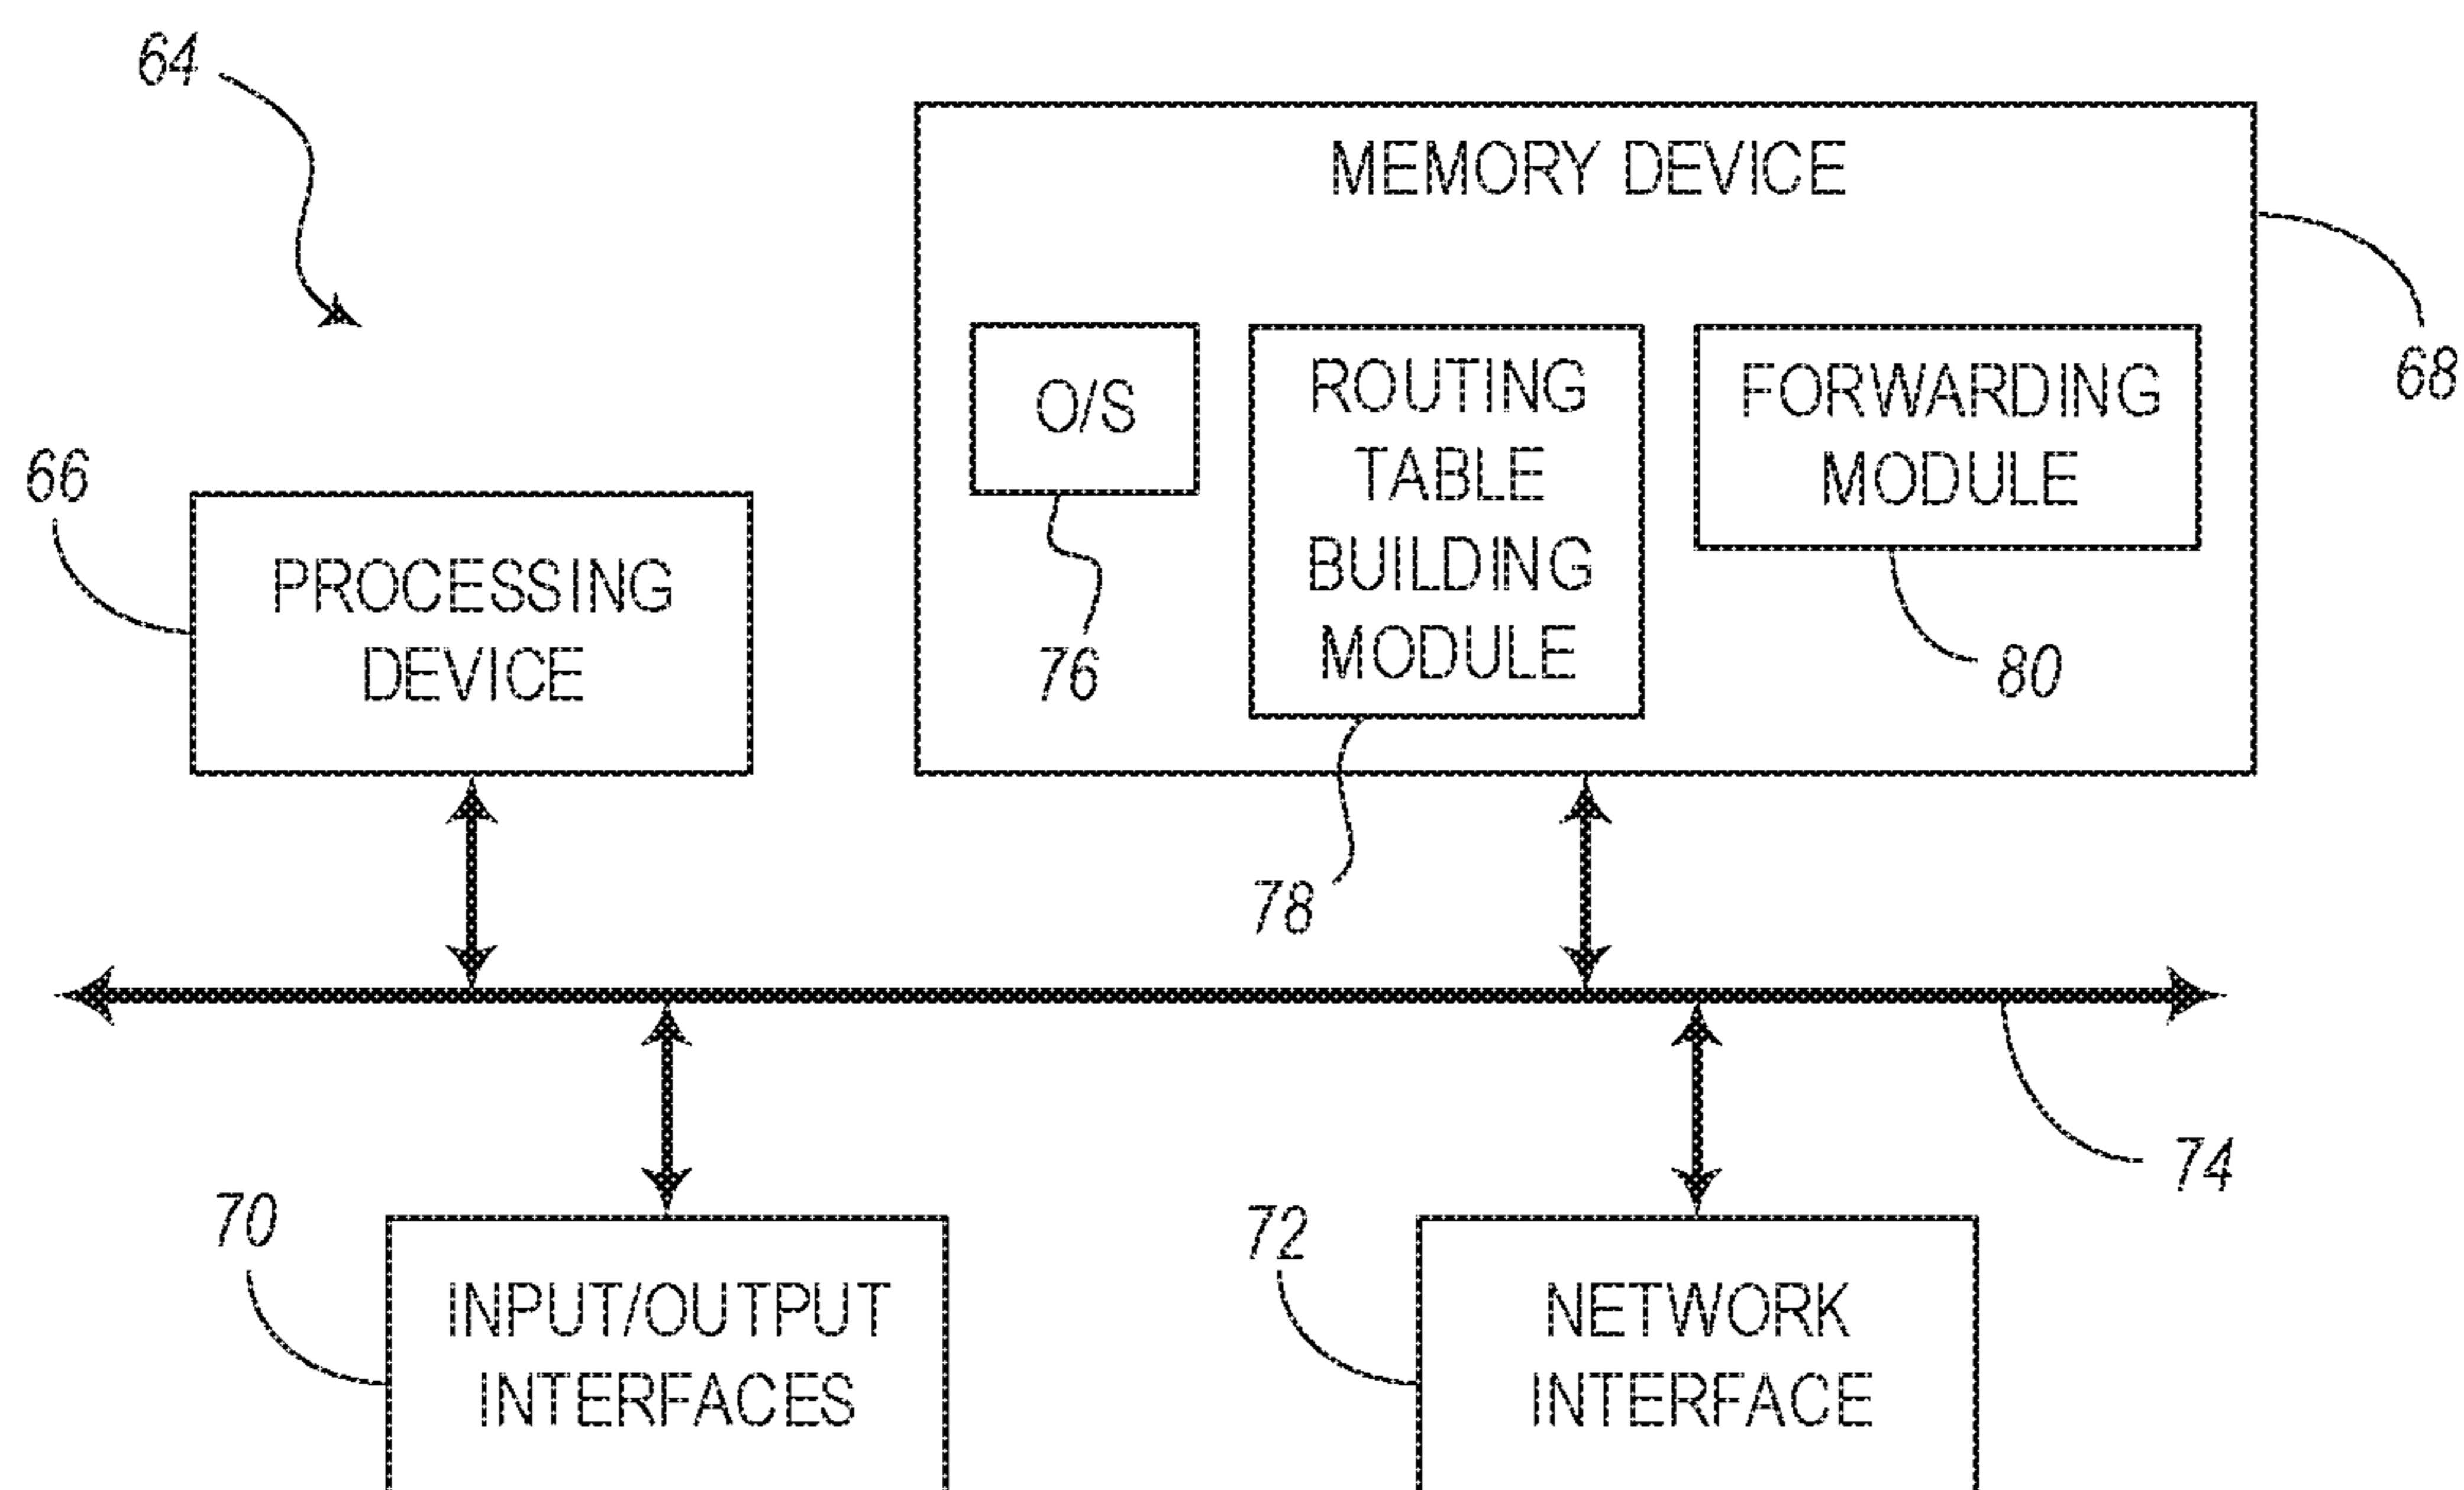 64
MEMORY DEVICE
68
O/S
76
ROUTING
TABLE
BUILDING
MODULE
78
FORWARDING
MODULE
80
66
PROCESSING
DEVICE
74
70
INPUT/OUTPUT
INTERFACES
72
NETWORK
INTERFACE